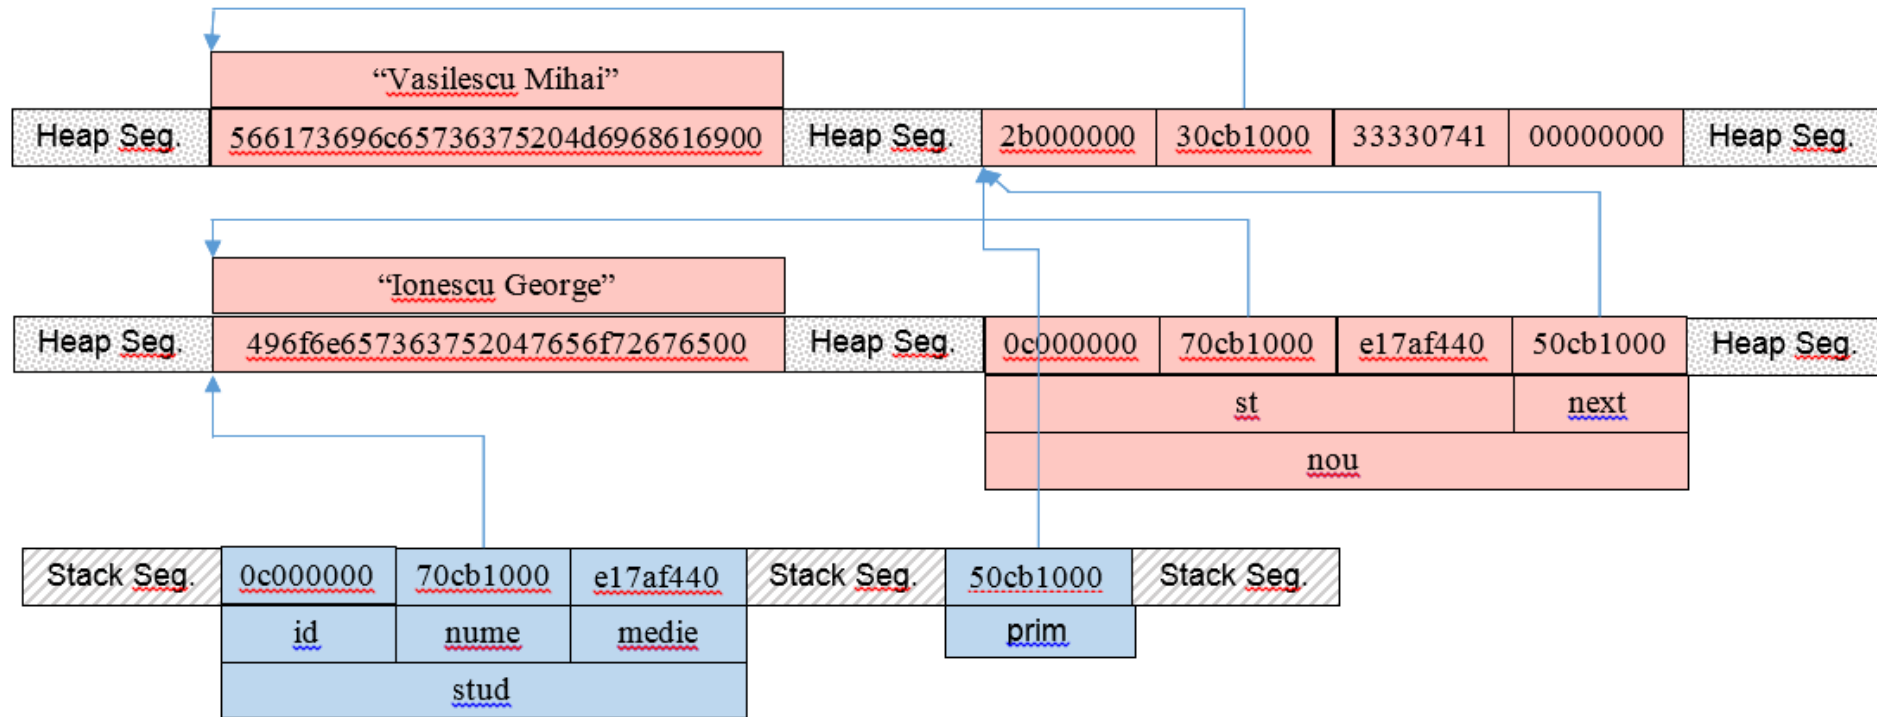 “Vasilescu Mihai”
Heap Seg. 566173696c65736375204d6968616900 Heap Seg. 2b000000 30cb1000 33330741 00000000 Heap Seg.
“Ionescu George”
Heap Seg. 496f6e657363752047656f72676500 Heap Seg. 0c000000 70cb1000 e17af440 50cb1000 Heap Seg.
st next
nou
Stack Seg. 0c000000 70cb1000 e17af440 Stack Seg. 50cb1000 Stack Seg.
id nume medie prim
stud